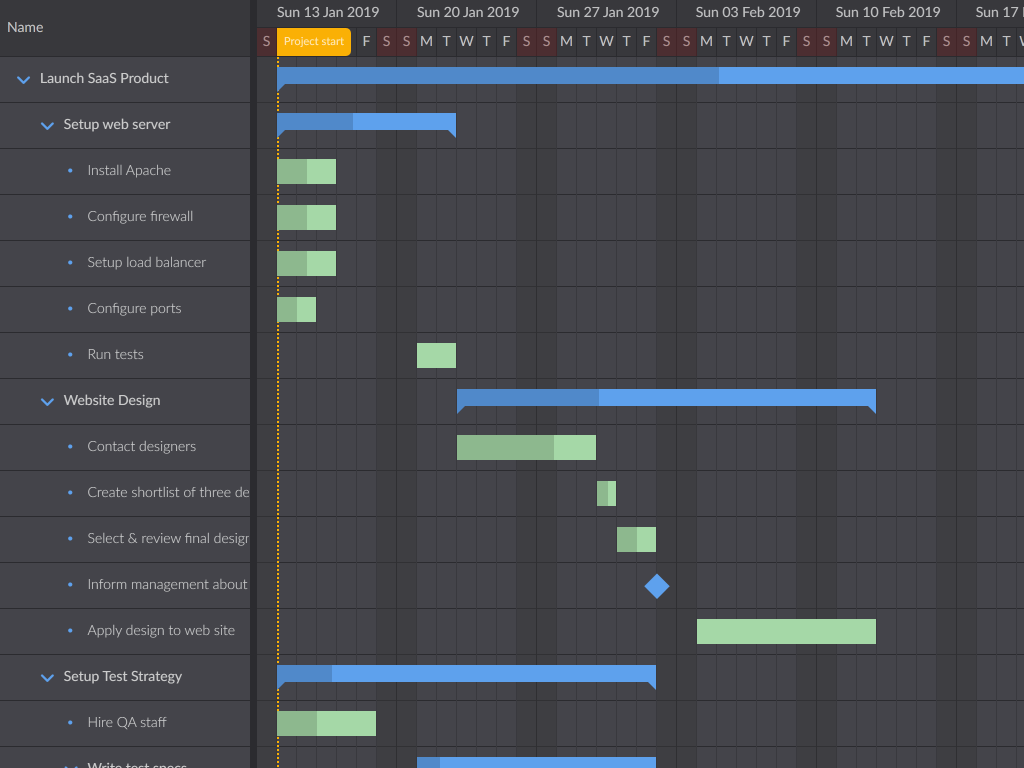 Name
Sun 13 Jan 2019 Sun 20 Jan 2019 Sun 27 Jan 2019 Sun 03 Feb 2019 Sun 10 Feb 2019 Sun 17
S Project start F S S M T W T F S S M T W T F S S M T W T F S S M T W T F S S M T
Launch SaaS Product
Setup web server
Install Apache
Configure firewall
Setup load balancer
Configure ports
Run tests
Website Design
Contact designers
Create shortlist of three de
Select & review final design
Inform management about
Apply design to web site
Setup Test Strategy
Hire QA staff
Write test specs